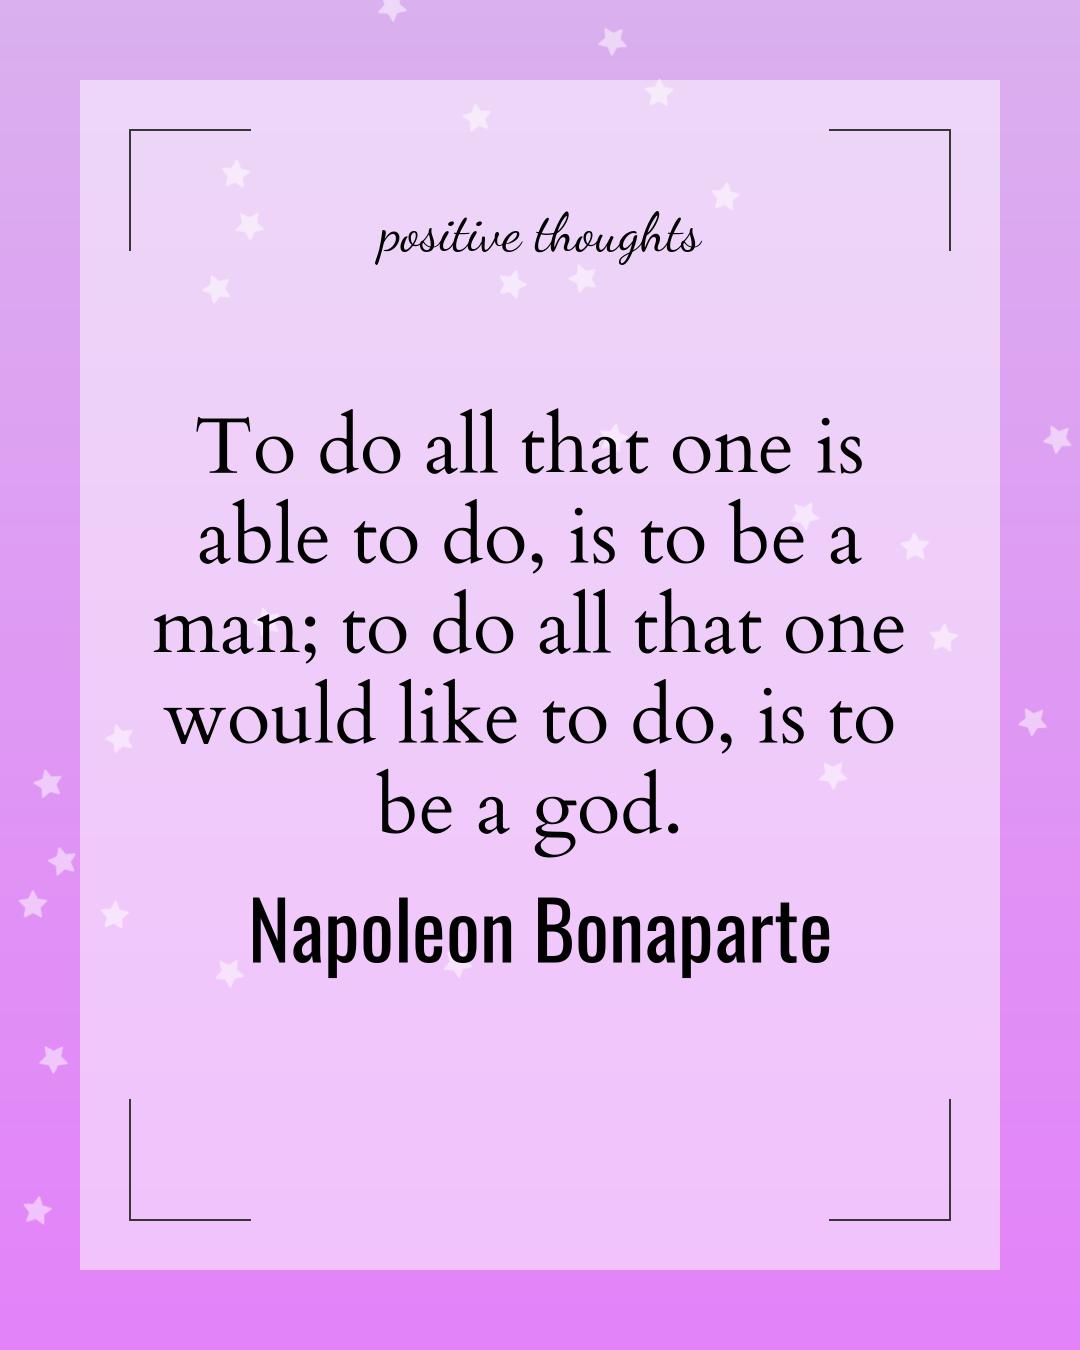 positive thoughts
To do all that one is
able to do, is to be a
man; to do all that one
would like to do, is to
be a god.
Napoleon Bonaparte